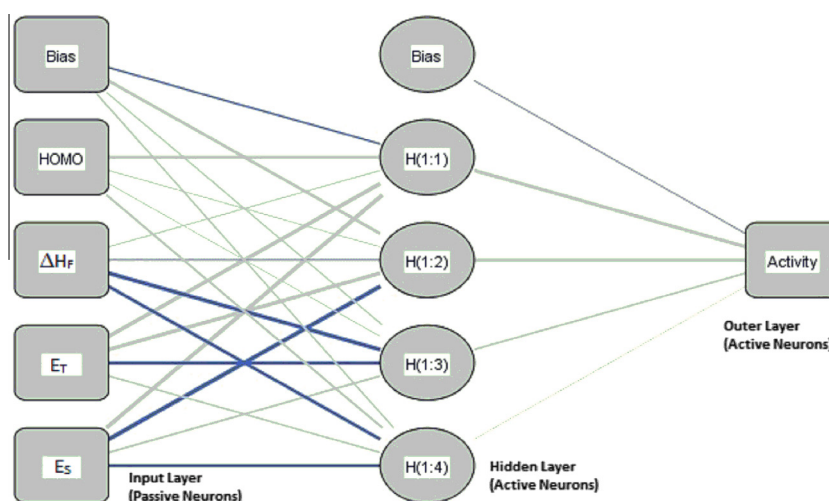 Bias
Bias
HOMO
H(1:1)
ΔHF
H(1:2)
Activity
Outer Layer
(Active Neurons)
ET
H(1:3)
ES
H(1:4)
Input Layer
(Passive Neurons)
Hidden Layer
(Active Neurons)